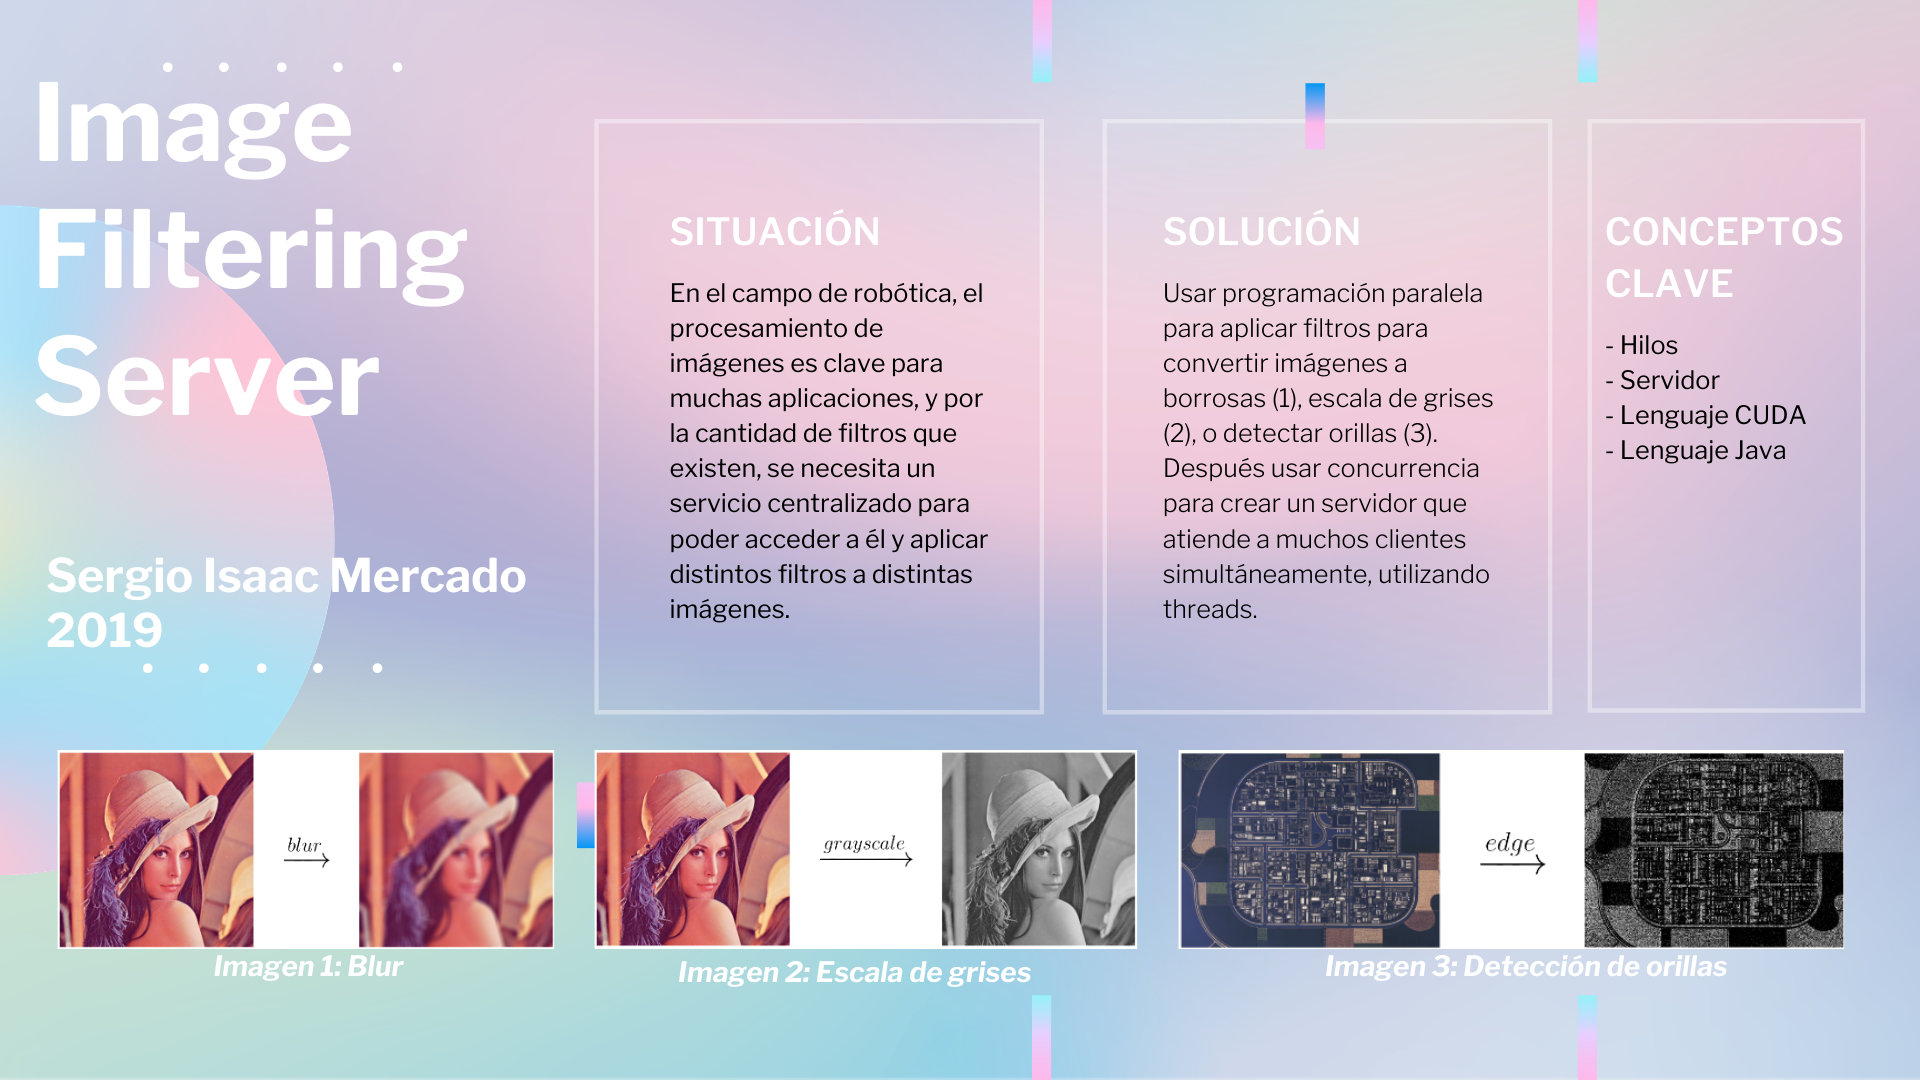 Image
Filtering
Server
Sergio Isaac Mercado
2019
SITUACIÓN
En el campo de robótica, el
procesamiento de
imágenes es clave para
muchas aplicaciones, y por
la cantidad de filtros que
existen, se necesita un
servicio centralizado para
poder acceder a él y aplicar
distintos filtros a distintas
imágenes.
SOLUCIÓN
Usar programación paralela
para aplicar filtros para
convertir imágenes a
borrosas (1), escala de grises
(2), o detectar orillas (3).
Después usar concurrencia
para crear un servidor que
atiende a muchos clientes
simultáneamente, utilizando
threads.
CONCEPTOS
CLAVE
- Hilos
- Servidor
- Lenguaje CUDA
- Lenguaje Java
blur
Imagen 1: Blur
grayscale
Imagen 2: Escala de grises
edge
Imagen 3: Detección de orillas